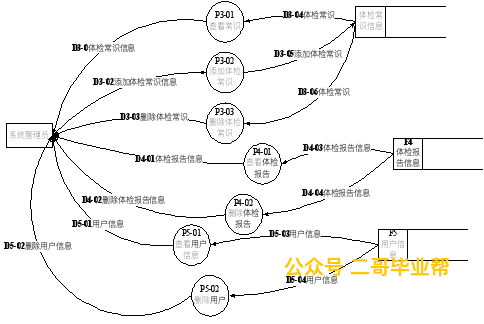 P3-01
查看常识
D3-04体检常识
体检常
识信息
D3-0体检常识信息
P3-02
添加体检
常识
D3-05添加体检常识
D3-02添加体检常识信息
D3-06体检常识
P3-03
删除体检
常识
D3-03删除体检常识
系统管理员
P4-01
查看体检
报告
D4-03体检报告信息
F4
体检报
告信息
D4-01体检报告信息
D4-04体检报告信息
D4-02删除体检报告信息
P4-02
删除体检
报告
D5-01用户信息
P5-01
查看用户
信息
D5-03用户信息
F5
用户信
息
D5-02删除用户信息
公众号 二哥毕业帮
D5-04用户信息
P5-02
删除用户